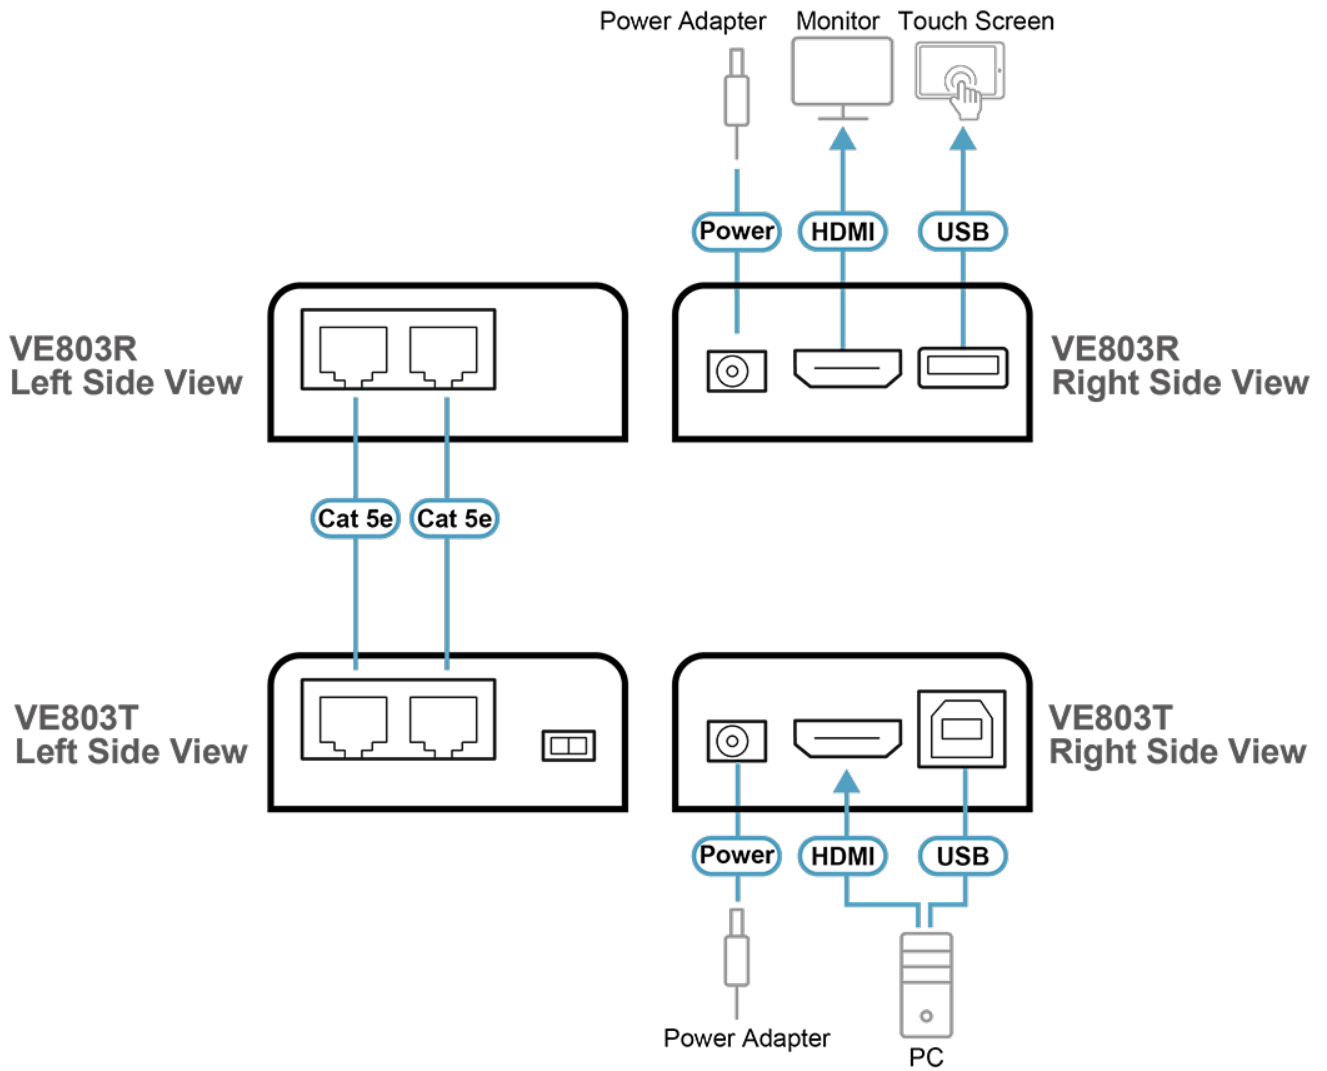 Power Adapter
Monitor
Touch Screen
Power
HDMI
USB
VE803R
Left Side View
VE803R
Right Side View
Cat 5e
Cat 5e
VE803T
Left Side View
VE803T
Right Side View
Power
HDMI
USB
Power Adapter
PC